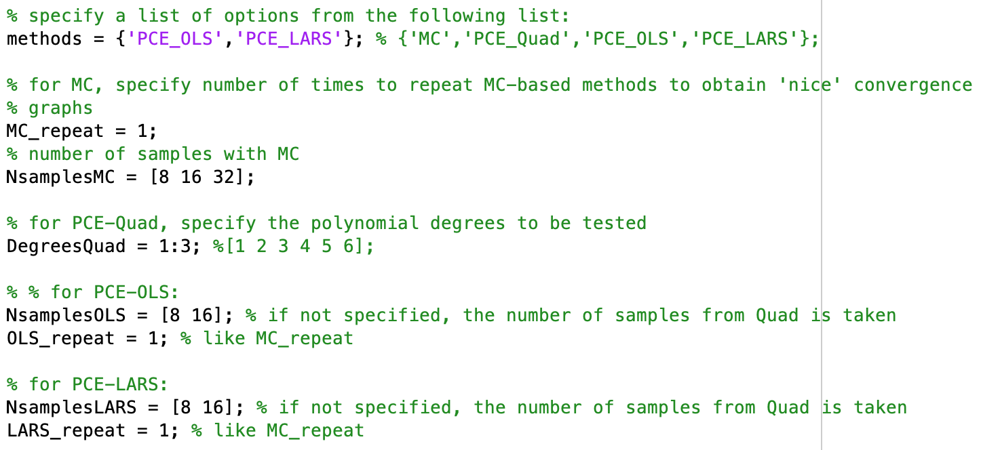 % specify a list of options from the following list:
methods = {'PCE_OLS','PCE_LARS'}; % {'MC','PCE_Quad','PCE_OLS','PCE_LARS'};
% for MC, specify number of times to repeat MC-based methods to obtain 'nice' convergence
% graphs
MC_repeat = 1;
% number of samples with MC
NsamplesMC = [8 16 32];
% for PCE-Quad, specify the polynomial degrees to be tested
DegreesQuad = 1:3; %[1 2 3 4 5 6];
% % for PCE-OLS:
NsamplesOLS = [8 16]; % if not specified, the number of samples from Quad is taken
OLS_repeat = 1; % like MC_repeat
% for PCE-LARS:
NsamplesLARS = [8 16]; % if not specified, the number of samples from Quad is taken
LARS_repeat = 1; % like MC_repeat